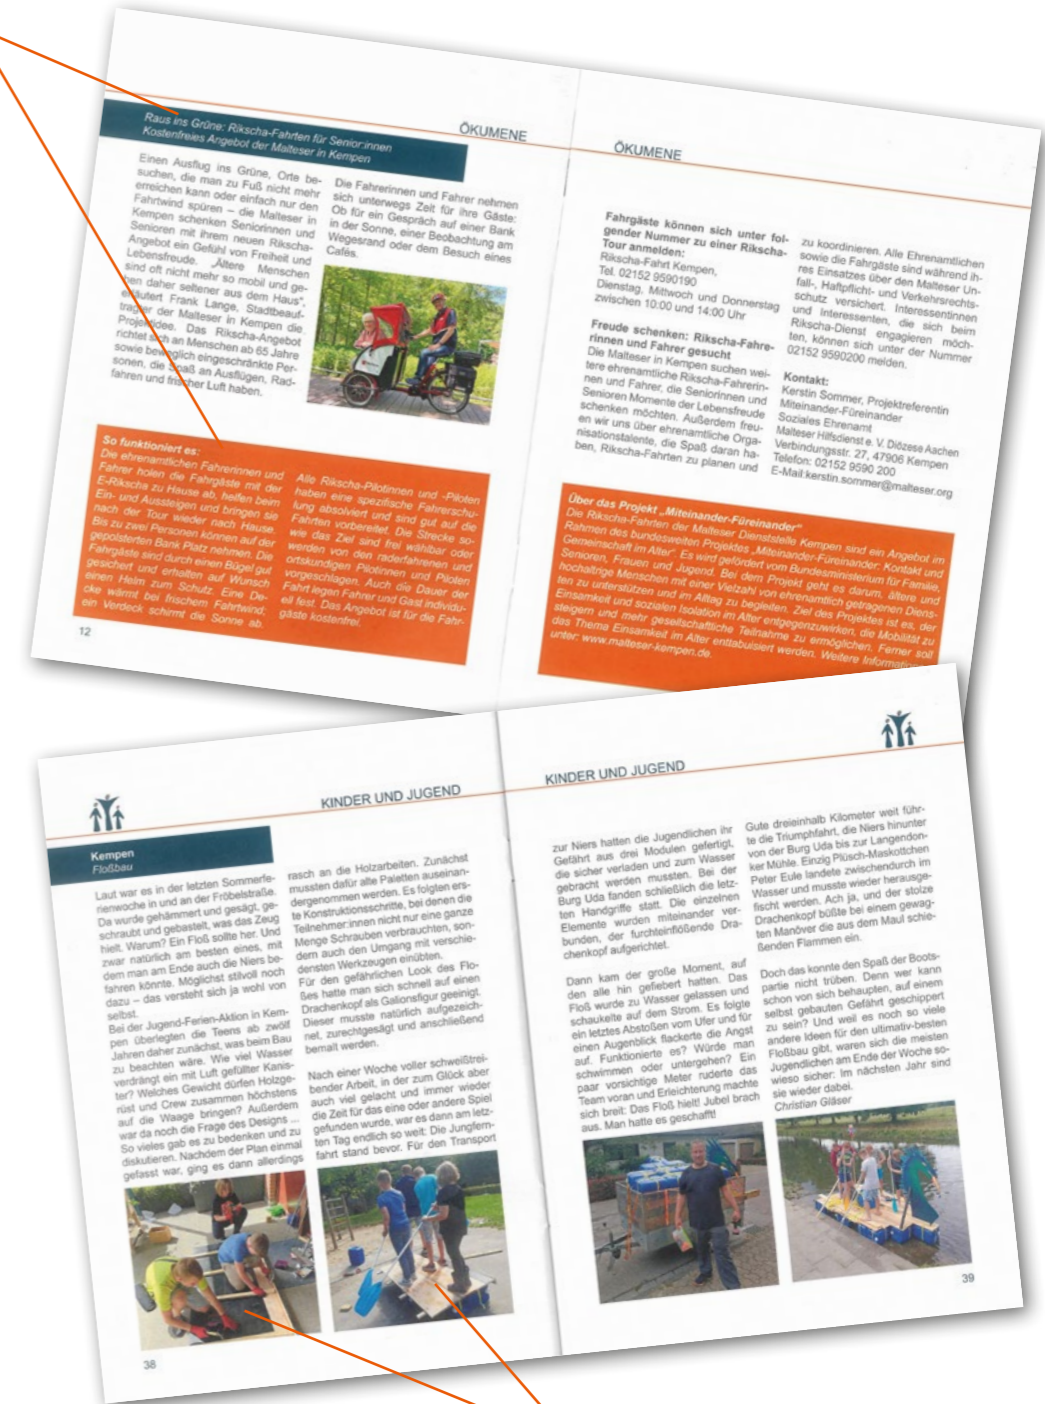 ÖKUMENE
Raus ins Grüne: Rikscha-Fahrten für Senior:innen
Kostenfreies Angebot der Malteser in Kempen
Einen Ausflug ins Grüne, Orte be-
suchen, die man zu Fuß nicht mehr
erreichen kann oder einfach nur den
Fahrtwind spüren – die Malteser in
Kempen schenken Seniorinnen und
Senioren mit ihrem neuen Rikscha-
Angebot ein Gefühl von Freiheit und
Lebensfreude. „Ältere Menschen
sind oft nicht mehr so mobil und ge-
hen daher seltener aus dem Haus",
erläutert Frank Lange, Stadtbeauf-
tragter der Malteser in Kempen die
Projektidee. Das Rikscha-Angebot
richtet sich an Menschen ab 65 Jahre
sowie beweglich eingeschränkte Per-
sonen, die Spaß an Ausflügen, Rad-
fahren und frischer Luft haben.
Die Fahrerinnen und Fahrer nehmen
sich unterwegs Zeit für ihre Gäste:
Ob für ein Gespräch auf einer Bank
in der Sonne, einer Beobachtung am
Wegesrand oder dem Besuch eines
Cafés.
So funktioniert es:
Die ehrenamtlichen Fahrerinnen und
Fahrer holen die Fahrgäste mit der
E-Rikscha zu Hause ab, helfen beim
Ein- und Aussteigen und bringen sie
nach der Tour wieder nach Hause.
Bis zu zwei Personen können auf der
gepolsterten Bank Platz nehmen. Die
Fahrgäste sind durch einen Bügel gut
gesichert und erhalten auf Wunsch
einen Helm zum Schutz. Eine De-
cke wärmt bei frischem Fahrtwind;
ein Verdeck schirmt die Sonne ab.
Alle Rikscha-Pilotinnen und -Piloten
haben eine spezifische Fahrerschu-
lung absolviert und sind gut auf die
Fahrten vorbereitet. Die Strecke so-
wie das Ziel sind frei wählbar oder
werden von den raderfahrenen und
ortskundigen Pilotinnen und Piloten
vorgeschlagen. Auch die Dauer der
Fahrt legen Fahrer und Gast individu-
ell fest. Das Angebot ist für die Fahr-
gäste kostenfrei.
12
ÖKUMENE
Fahrgäste können sich unter fol-
gender Nummer zu einer Rikscha-
Tour anmelden:
Rikscha-Fahrt Kempen,
Tel. 02152 9590190
Dienstag, Mittwoch und Donnerstag
zwischen 10:00 und 14:00 Uhr
Freude schenken: Rikscha-Fahre-
rinnen und Fahrer gesucht
Die Malteser in Kempen suchen wei-
tere ehrenamtliche Rikscha-Fahrerin-
nen und Fahrer, die Seniorinnen und
Senioren Momente der Lebensfreude
schenken möchten. Außerdem freu-
en wir uns über ehrenamtliche Orga-
nisationstalente, die Spaß daran ha-
ben, Rikscha-Fahrten zu planen und
zu koordinieren. Alle Ehrenamtlichen
sowie die Fahrgäste sind während ih-
res Einsatzes über den Malteser Un-
fall-, Haftpflicht- und Verkehrsrechts-
schutz versichert. Interessentinnen
und Interessenten, die sich beim
Rikscha-Dienst engagieren möch-
ten, können sich unter der Nummer
02152 9590200 melden.
Kontakt:
Kerstin Sommer, Projektreferentin
Miteinander-Füreinander
Soziales Ehrenamt
Malteser Hilfsdienst e. V. Diözese Aachen
Verbindungsstr. 27, 47906 Kempen
Telefon: 02152 9590 200
E-Mail:kerstin.sommer@malteser.org
Über das Projekt „Miteinander-Füreinander"
Die Rikscha-Fahrten der Malteser Dienststelle Kempen sind ein Angebot im
Rahmen des bundesweiten Projektes „Miteinander-Füreinander: Kontakt und
Gemeinschaft im Alter". Es wird gefördert vom Bundesministerium für Familie,
Senioren, Frauen und Jugend. Bei dem Projekt geht es darum, ältere und
hochaltrige Menschen mit einer Vielzahl von ehrenamtlich getragenen Diens-
ten zu unterstützen und im Alltag zu begleiten. Ziel des Projektes ist es, der
Einsamkeit und sozialen Isolation im Alter entgegenzuwirken, die Mobilität zu
steigern und mehr gesellschaftliche Teilnahme zu ermöglichen. Ferner soll
das Thema Einsamkeit im Alter enttabuisiert werden. Weitere
unter: www.malteser-kempen.de.
KINDER UND JUGEND
Kempen
Floßbau
Laut war es in der letzten Sommerfe-
rienwoche in und an der Fröbelstraße.
Da wurde gehämmert und gesägt, ge-
schraubt und gebastelt, was das Zeug
hielt. Warum? Ein Floß sollte her. Und
zwar natürlich am besten eines, mit
dem man am Ende auch die Niers be-
fahren könnte. Möglichst stilvoll noch
dazu – das versteht sich ja wohl von
selbst.
Bei der Jugend-Ferien-Aktion in Kem-
pen überlegten die Teens ab zwölf
Jahren daher zunächst, was beim Bau
zu beachten wäre. Wie viel Wasser
verdrängt ein mit Luft gefüllter Kanis-
ter? Welches Gewicht dürfen Holzge-
rüst und Crew zusammen höchstens
auf die Waage bringen? Außerdem
war da noch die Frage des Designs ...
So vieles gab es zu bedenken und zu
diskutieren. Nachdem der Plan einmal
gefasst war, ging es dann allerdings
rasch an die Holzarbeiten. Zunächst
mussten dafür alte Paletten auseinan-
dergenommen werden. Es folgten ers-
te Konstruktionsschritte, bei denen die
Teilnehmer:innen nicht nur eine ganze
Menge Schrauben verbrauchten, son-
dern auch den Umgang mit verschie-
densten Werkzeugen einübten.
Für den gefährlichen Look des Flo-
ßes hatte man sich schnell auf einen
Drachenkopf als Galionsfigur geeinigt.
Dieser musste natürlich aufgezeich-
net, zurechtgesägt und anschließend
bemalt werden.
Nach einer Woche voller schweißtrei-
bender Arbeit, in der zum Glück aber
auch viel gelacht und immer wieder
die Zeit für das eine oder andere Spiel
gefunden wurde, war es dann am letz-
ten Tag endlich so weit: Die Jungfern-
fahrt stand bevor. Für den Transport
38
KINDER UND JUGEND
zur Niers hatten die Jugendlichen ihr
Gefährt aus drei Modulen gefertigt,
die sicher verladen und zum Wasser
gebracht werden mussten. Bei der
Burg Uda fanden schließlich die letz-
ten Handgriffe statt. Die einzelnen
Elemente wurden miteinander ver-
bunden, der furchteinflößende Dra-
chenkopf aufgerichtet.
Dann kam der große Moment, auf
den alle hin gefiebert hatten. Das
Floß wurde zu Wasser gelassen und
schaukelte auf dem Strom. Es folgte
ein letztes Abstoßen vom Ufer und für
einen Augenblick flackerte die Angst
auf. Funktionierte es? Würde man
schwimmen oder untergehen? Ein
paar vorsichtige Meter ruderte das
Team voran und Erleichterung machte
sich breit: Das Floß hielt! Jubel brach
aus. Man hatte es geschafft!
Gute dreieinhalb Kilometer weit führ-
te die Triumphfahrt, die Niers hinunter
von der Burg Uda bis zur Langendon-
ker Mühle. Einzig Plüsch-Maskottchen
Peter Eule landete zwischendurch im
Wasser und musste wieder herausge-
fischt werden. Ach ja, und der stolze
Drachenkopf büßte bei einem gewag-
ten Manöver die aus dem Maul schie-
ßenden Flammen ein.
Doch das konnte den Spaß der Boots-
partie nicht trüben. Denn wer kann
schon von sich behaupten, auf einem
selbst gebauten Gefährt geschippert
zu sein? Und weil es noch so viele
andere Ideen für den ultimativ-besten
Floßbau gibt, waren sich die meisten
Jugendlichen am Ende der Woche so-
wieso sicher: Im nächsten Jahr sind
sie wieder dabei.
Christian Gläser
39